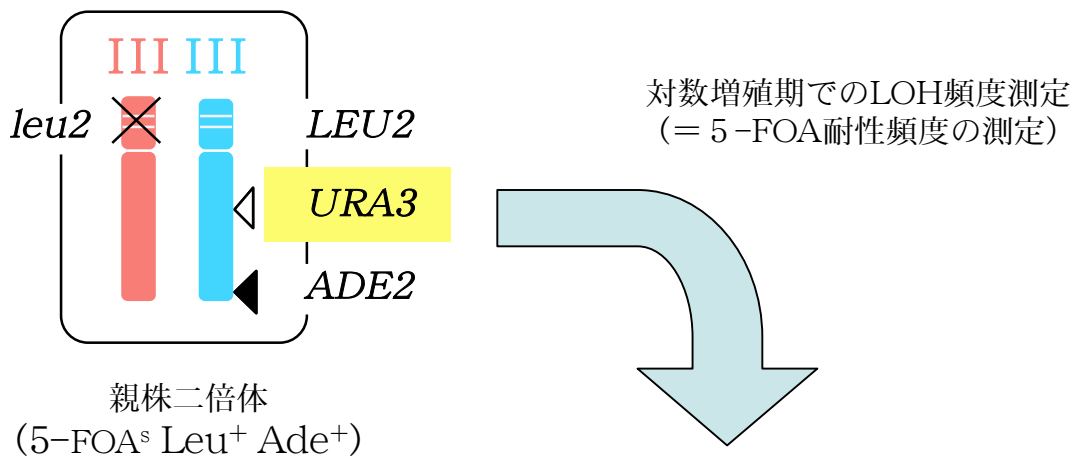 III III
leu2
LEU2
URA3
ADE2
親株二倍体
(5-FOAˢ Leu⁺ Ade⁺)
対数増殖期でのLOH頻度測定
(=5-FOA耐性頻度の測定)